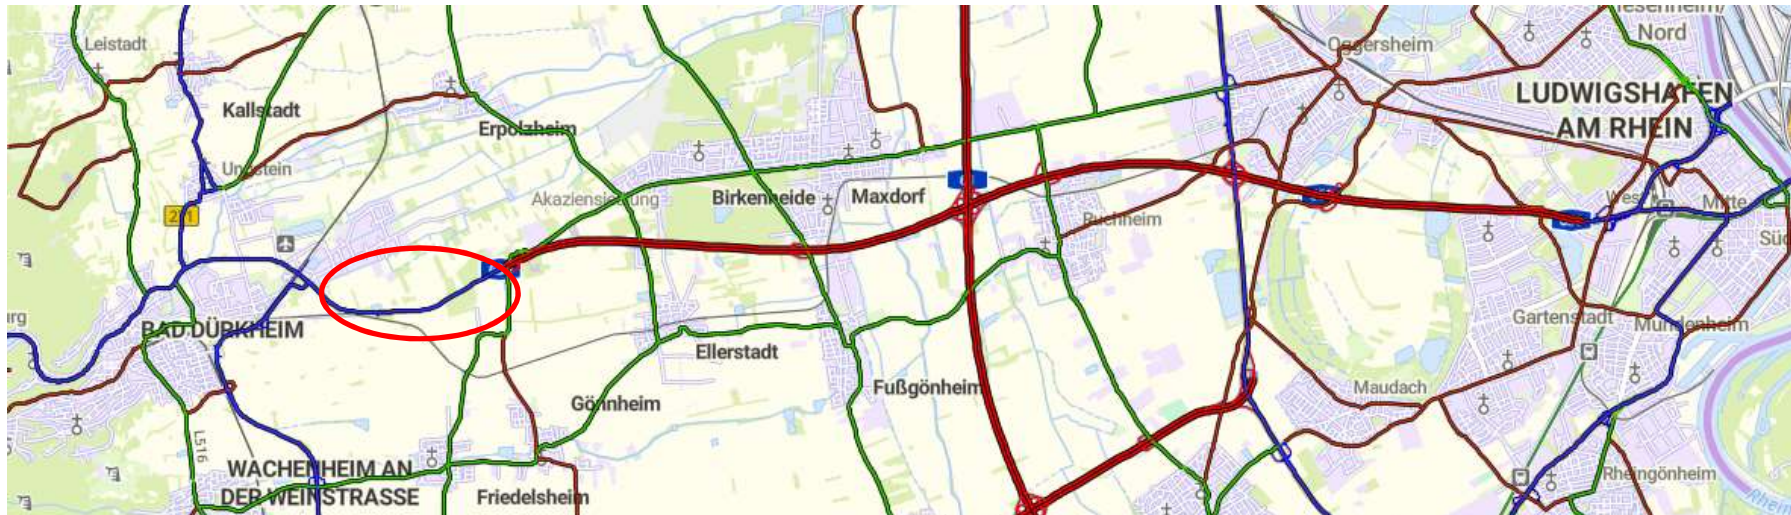 Leistadt
Kallstadt
Erpolzheim
Akaziensiedlung
Birkenheide
Maxdorf
Ruchheim
Oggersheim
Nord
LUDWIGSHAFEN
AM RHEIN
West
Mitte
BAD DÜRKHEIM
Ellerstadt
Fußgönheim
Gönnheim
Gartenstadt
Mundenheim
Maudach
L516
WACHENHEIM AN
DER WEINSTRASSE
Friedelsheim
Rheingönheim